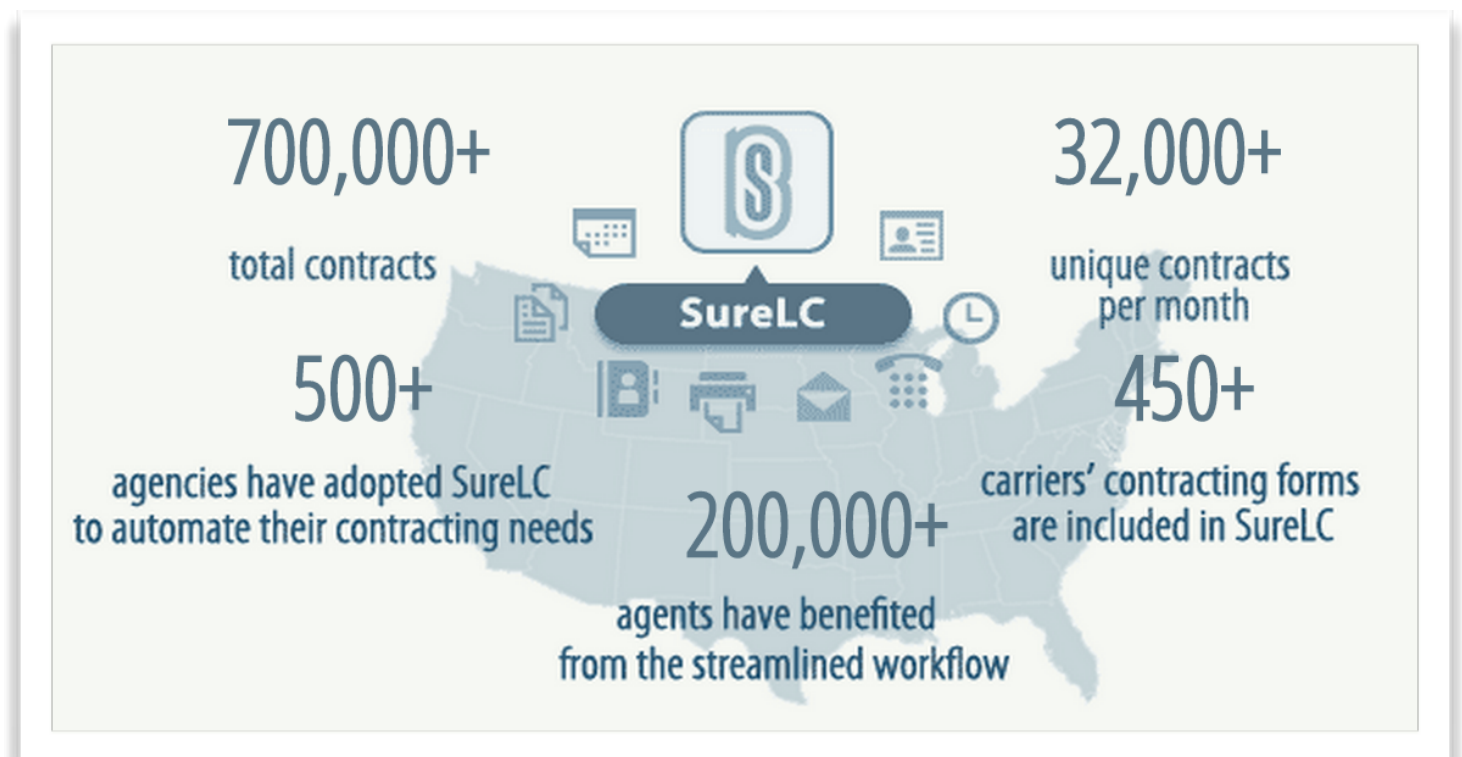 700,000+
total contracts
S
SureLC
32,000+
unique contracts
per month
500+
agencies have adopted SureLC
to automate their contracting needs
450+
carriers’ contracting forms
are included in SureLC
200,000+
agents have benefited
from the streamlined workflow